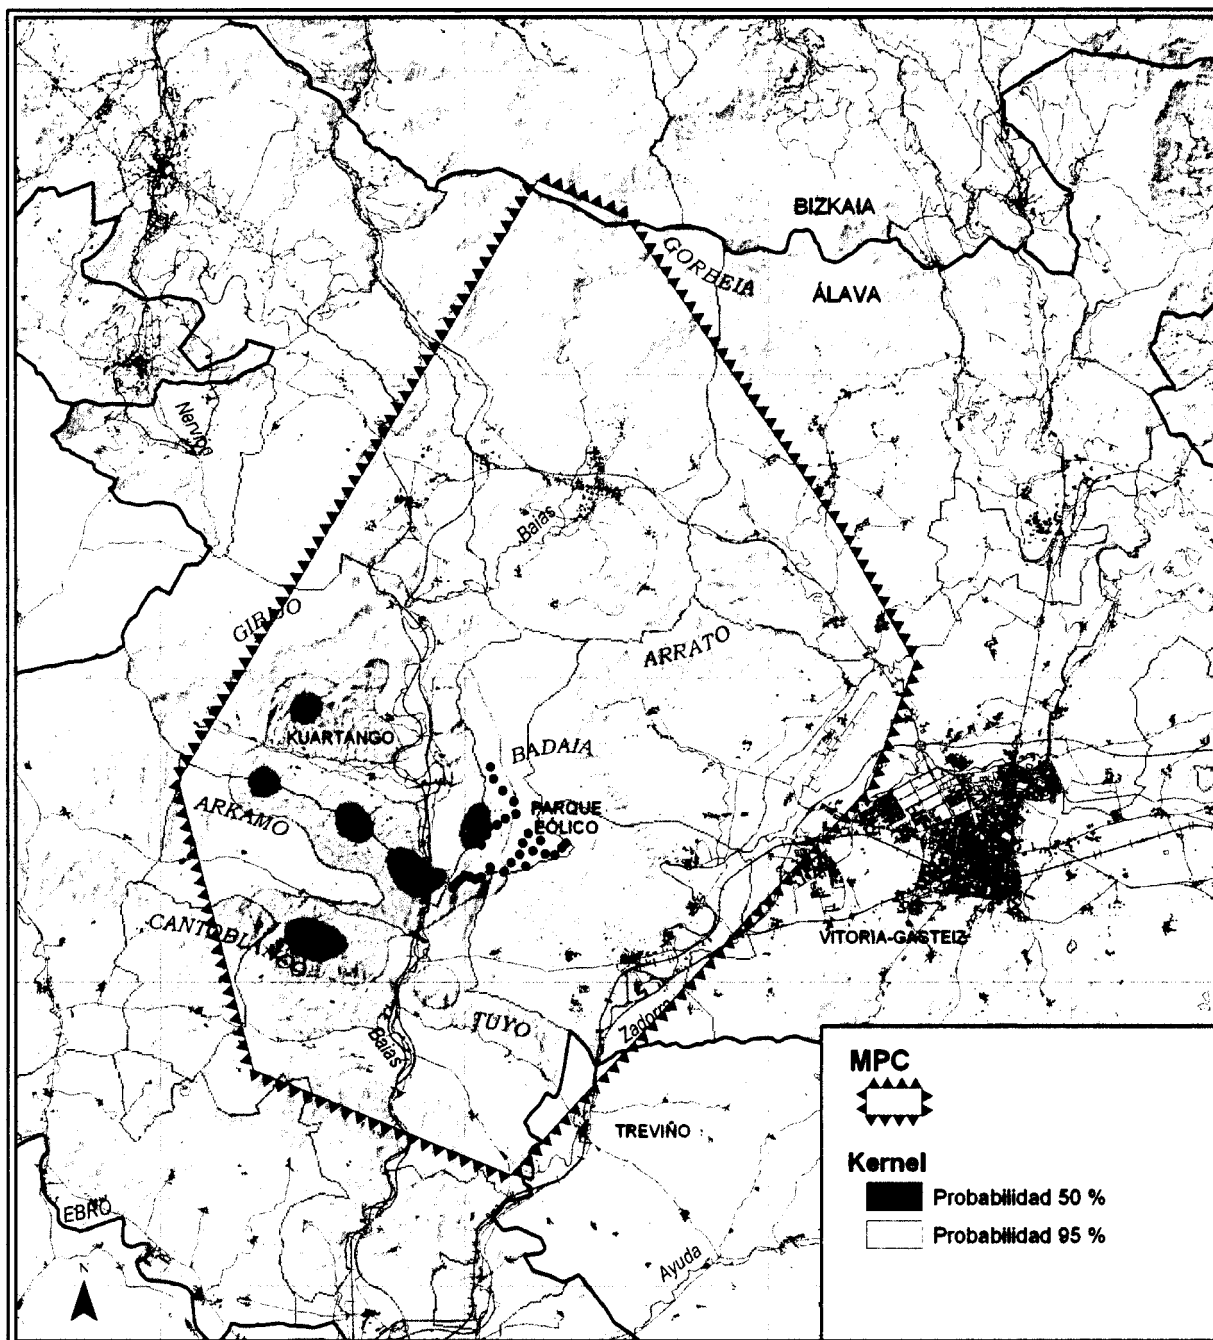 BIZKAIA
GORBEIA
ÁLAVA
Nervión
Baias
GIRIJO
ARRATO
KUARTANGO
BADAIA
ARKAMO
PARQUE
EÓLICO
CANTOBLANCO
VITORIA-GASTEIZ
TUYO
Zadorra
Baias
TREVIÑO
EBRO
Ayuda
N
MPC
Kernel
Probabilidad 50 %
Probabilidad 95 %